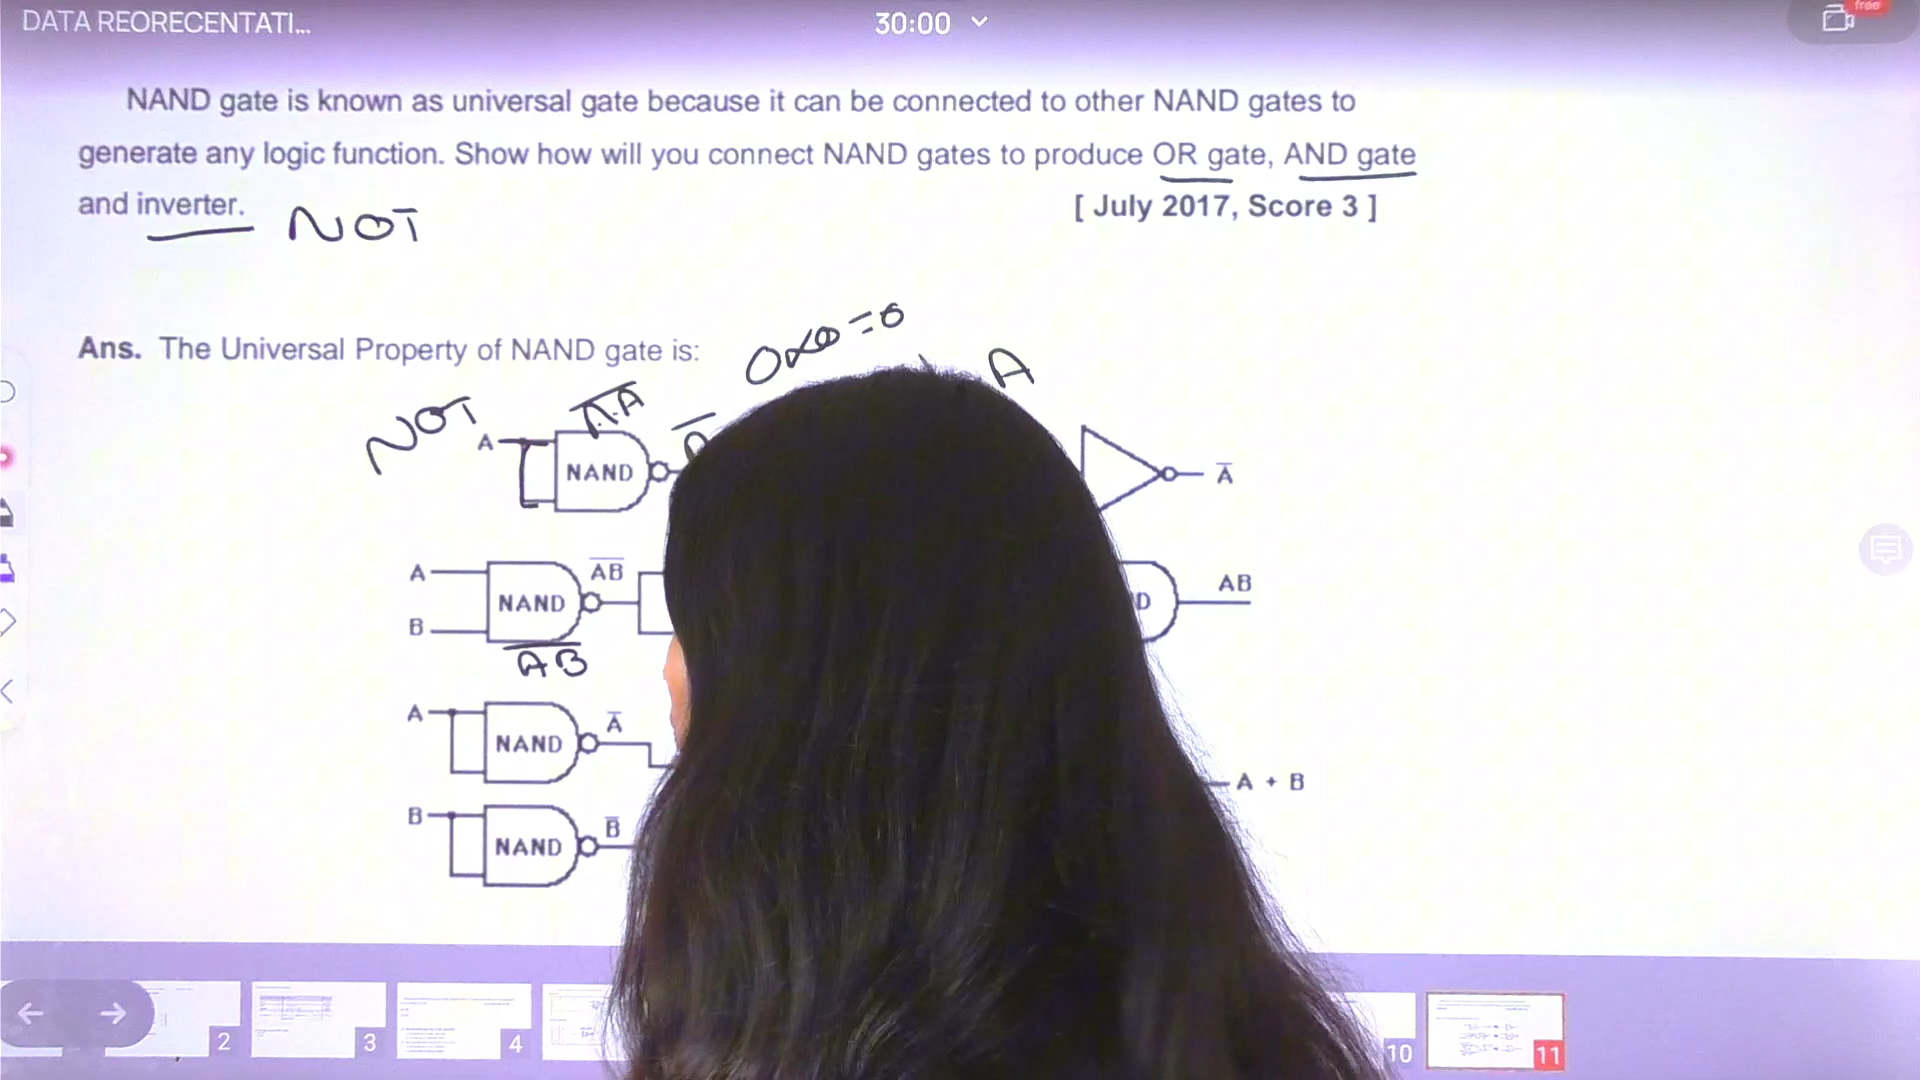 DATA REORECENTATI...
30:00
free
NAND gate is known as universal gate because it can be connected to other NAND gates to
generate any logic function. Show how will you connect NAND gates to produce OR gate, AND gate
and inverter. NOT
[ July 2017, Score 3 ]
0x0=0
Ans. The Universal Property of NAND gate is:
A
NOT
A̅.̅A̅
A NAND A̅
A̅B̅
A
NAND
AB
D
B
A̅B̅
A
A̅
NAND
A + B
B
B̅
NAND
2
3
4
10
11